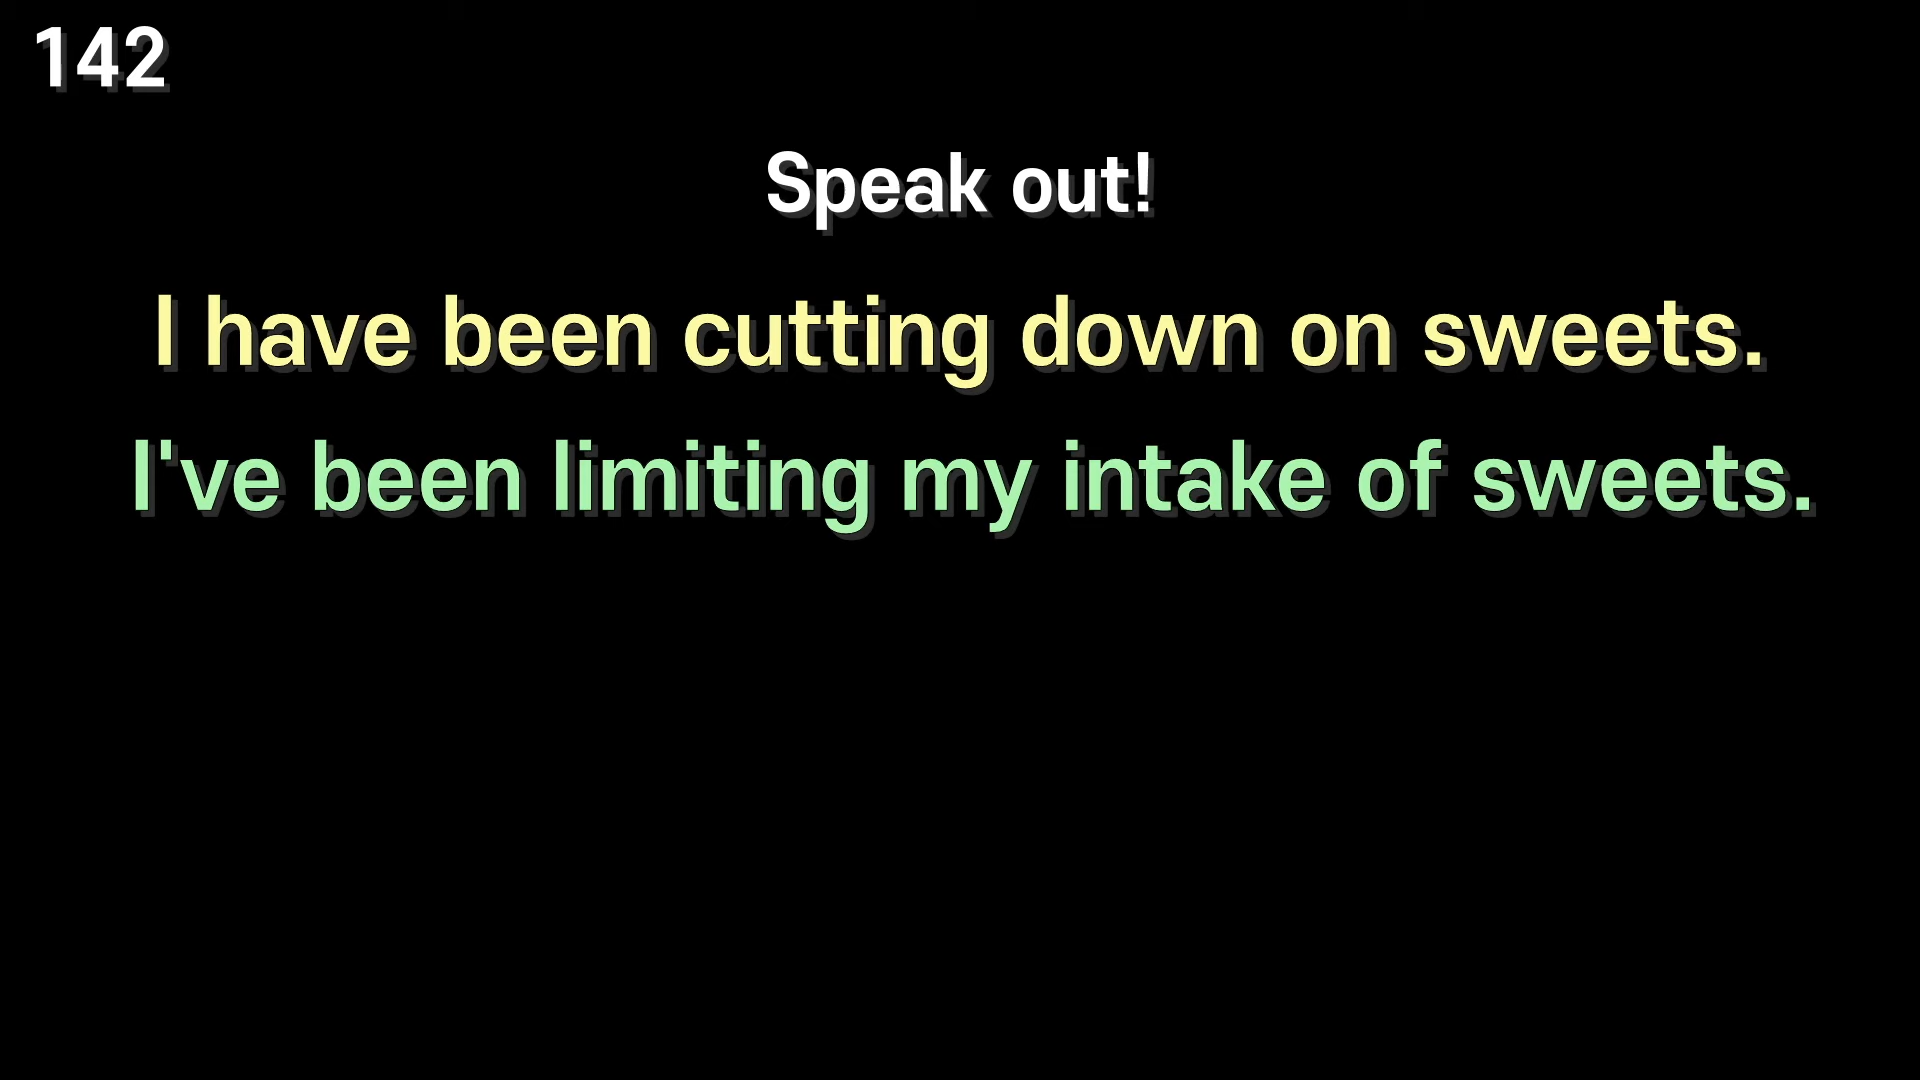 142
Speak out!
I have been cutting down on sweets.
I've been limiting my intake of sweets.